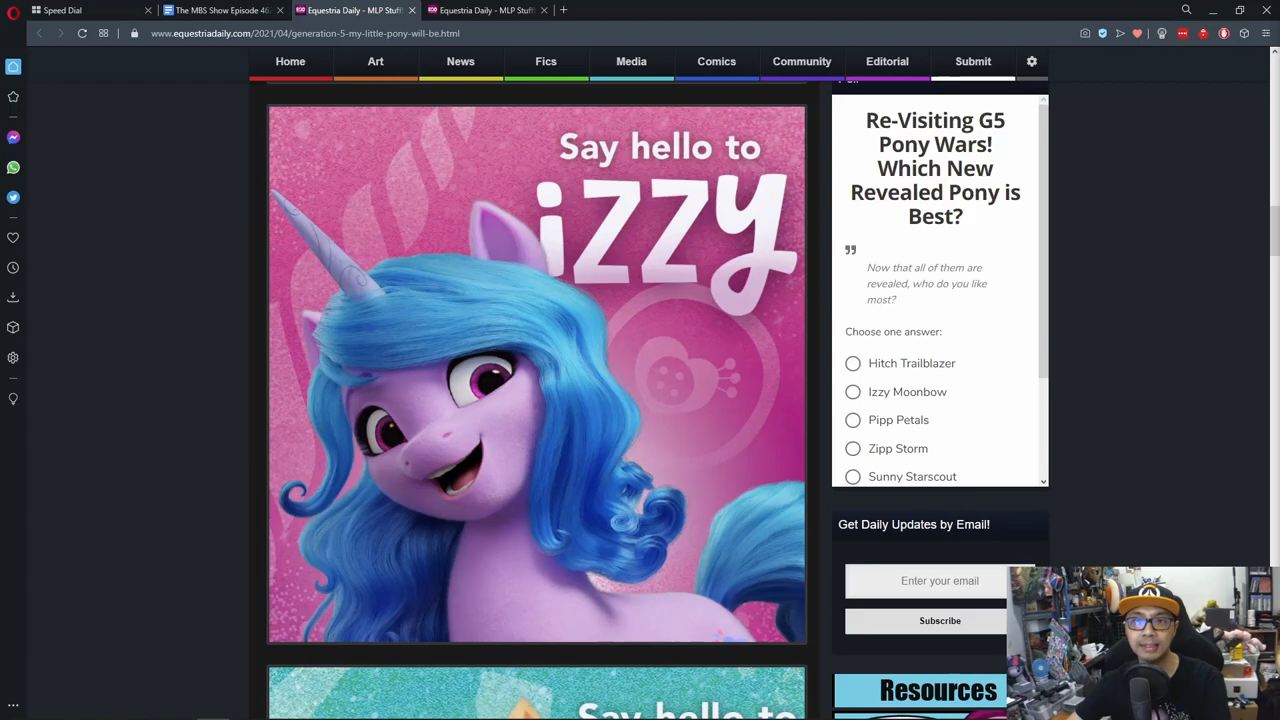 Speed Dial
The MBS Show Episode 46
Equestria Daily - MLP Stuff
Equestria Daily - MLP Stuff
www.equestriadaily.com/2021/04/generation-5-my-little-pony-will-be.html
Home
Art
News
Fics
Media
Comics
Community
Editorial
Submit
Say hello to
izzy
Re-Visiting G5
Pony Wars!
Which New
Revealed Pony is
Best?
Now that all of them are
revealed, who do you like
most?
Choose one answer:
Hitch Trailblazer
Izzy Moonbow
Pipp Petals
Zipp Storm
Sunny Starscout
Get Daily Updates by Email!
Enter your email
Subscribe
Resources
Say hello to